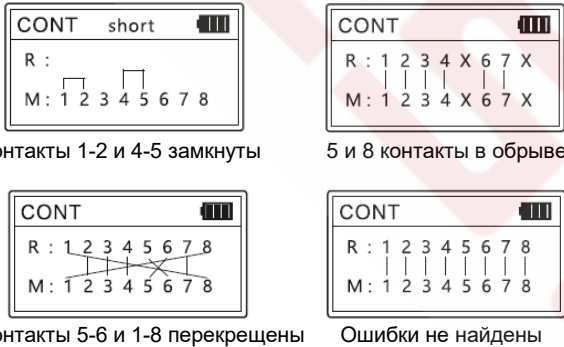 CONT short
R :
M : 1 2 3 4 5 6 7 8
онтакты 1-2 и 4-5 замкнуты
CONT
R : 1 2 3 4 X 6 7 X
M : 1 2 3 4 X 6 7 X
5 и 8 контакты в обрыве
CONT
R : 1 2 3 4 5 6 7 8
M : 1 2 3 4 5 6 7 8
онтакты 5-6 и 1-8 перекрещены
CONT
R : 1 2 3 4 5 6 7 8
M : 1 2 3 4 5 6 7 8
Ошибки не найдены